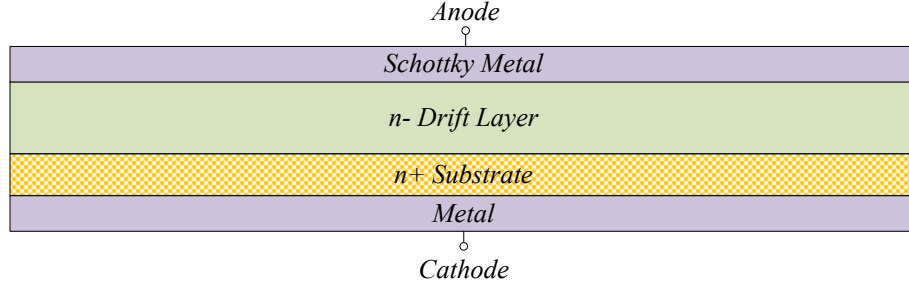 Anode
Schottky Metal
n- Drift Layer
n+ Substrate
Metal
Cathode